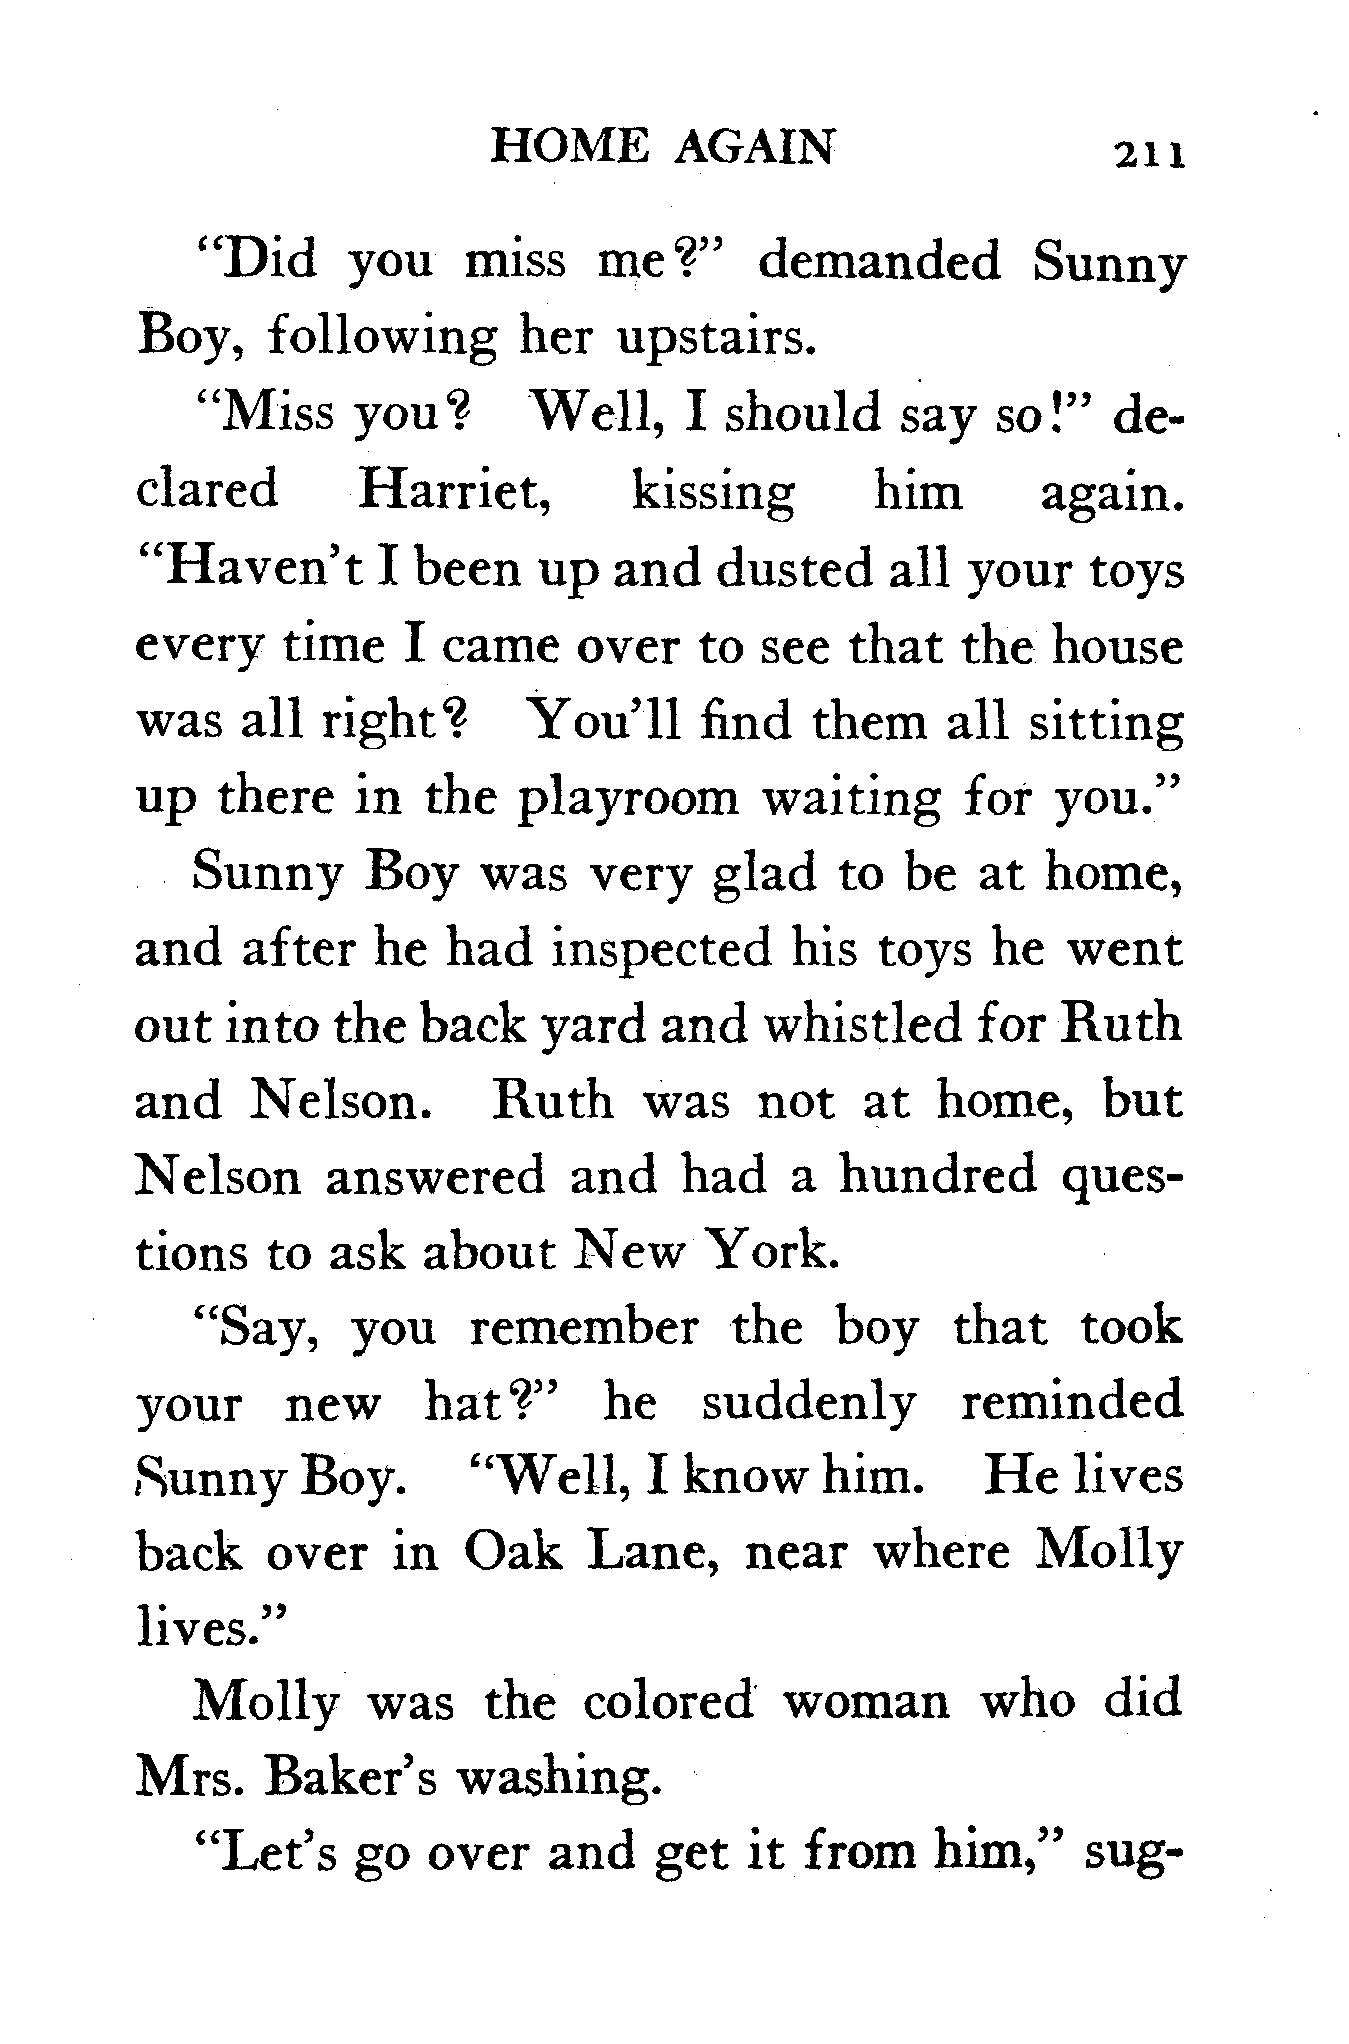 HOME AGAIN 211
“Did you miss me?” demanded Sunny
Boy, following her upstairs.
“Miss you? Well, I should say so!” de-
clared Harriet, kissing him again.
“Haven’t I been up and dusted all your toys
every time I came over to see that the house
was all right? You’ll find them all sitting
up there in the playroom waiting for you.”
Sunny Boy was very glad to be at home,
and after he had inspected his toys he went
out into the back yard and whistled for Ruth
and Nelson. Ruth was not at home, but
Nelson answered and had a hundred ques-
tions to ask about New York.
“Say, you remember the boy that took
your new hat?” he suddenly reminded
Sunny Boy. “Well, I know him. He lives
back over in Oak Lane, near where Molly
lives.”
Molly was the colored woman who did
Mrs. Baker’s washing.
“Let’s go over and get it from him,” sug-